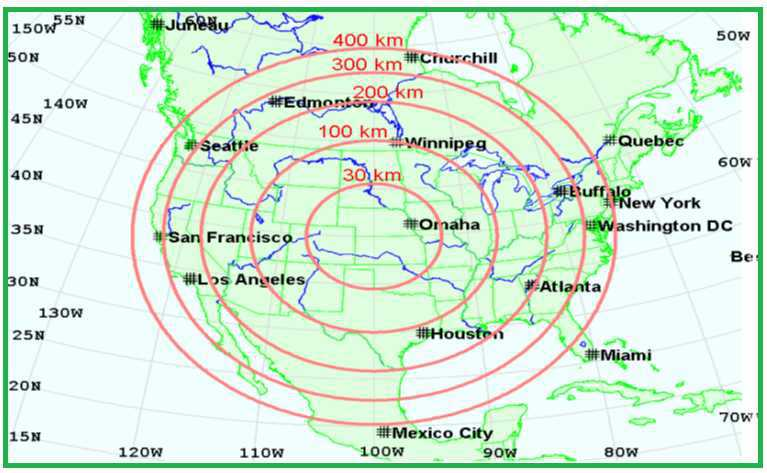 55N
60N
#Juneau
150W
50W
400 km
50N
#Churchill
300 km
200 km
140W
#Edmonton
45N
100 km
#Winnipeg
#Quebec
#Seattle
60W
40N
30 km
#Buffalo
#New York
35N
#Omaha
#Washington DC
#San Francisco
Be
30N
#Los Angeles
#Atlanta
130W
25N
#Houston
#Miami
20N
70W
15N
#Mexico City
120W
110W
100W
90W
80W